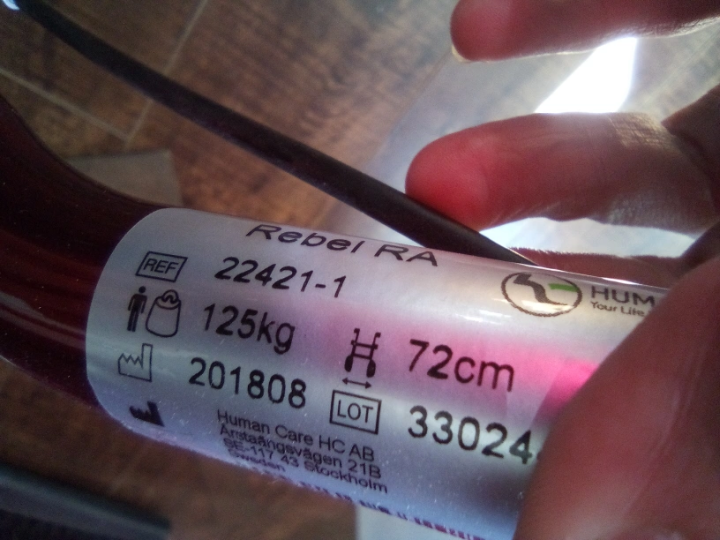 Rebel RA
REF 22421-1
HUM
Your Life
125kg 72cm
201808 LOT 33024
Human Care HC AB
Årstaängsvägen 21B
SE-117 43 Stockholm
Sweden